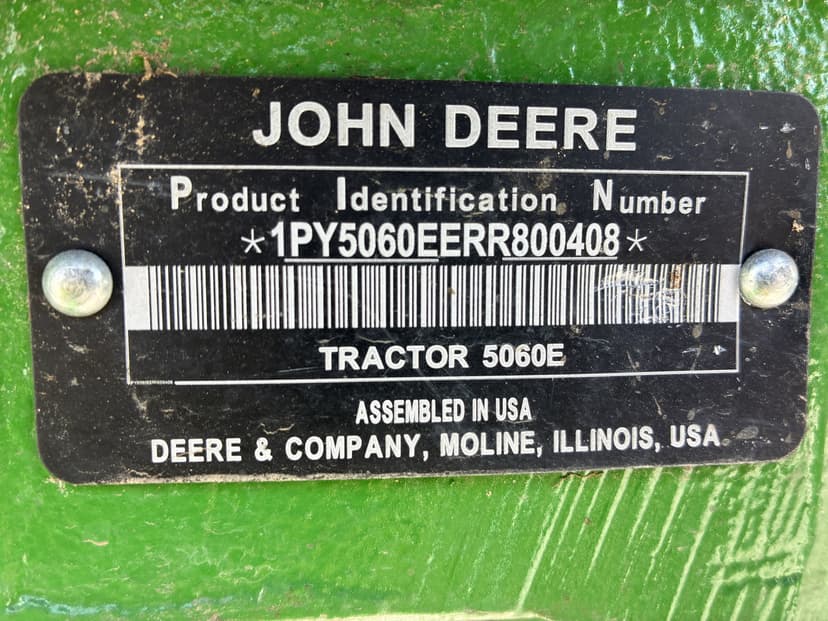 JOHN DEERE
Product Identification Number
*1PY5060EERR800408*
TRACTOR 5060E
ASSEMBLED IN USA
DEERE & COMPANY, MOLINE, ILLINOIS, USA